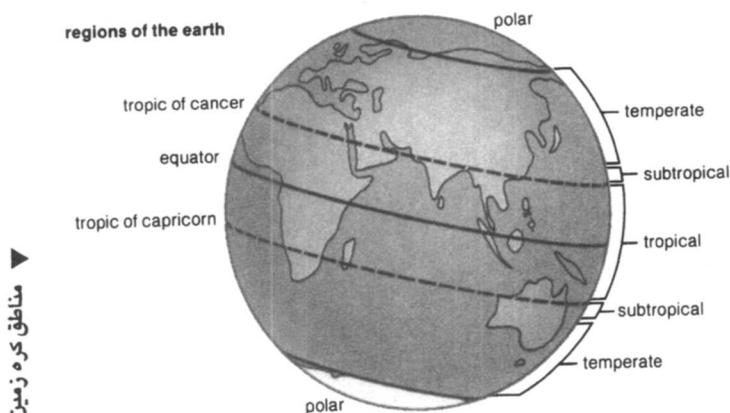 regions of the earth
polar
tropic of cancer
temperate
equator
subtropical
tropic of capricorn
tropical
subtropical
temperate
polar
مناطق کره زمین